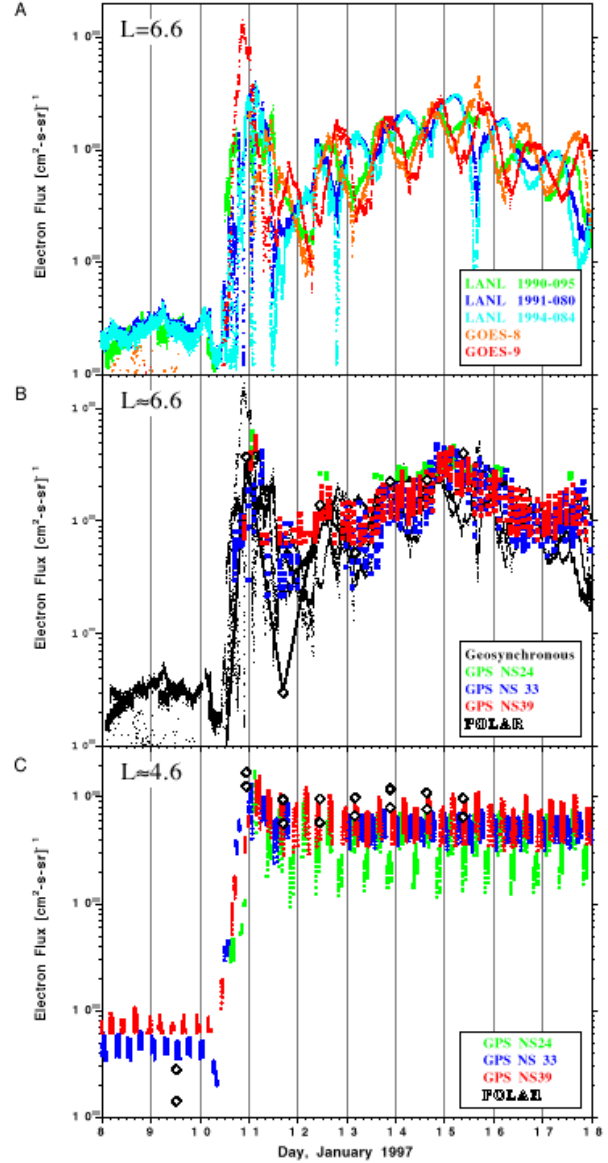 A
L=6.6
Electron Flux [cm²-s-sr]⁻¹
LANL 1990-095
LANL 1991-080
LANL 1994-084
GOES-8
GOES-9
B
L≈6.6
Electron Flux [cm²-s-sr]⁻¹
Geosynchronous
GPS NS24
GPS NS 33
GPS NS39
POLAR
C
L≈4.6
Electron Flux [cm²-s-sr]⁻¹
GPS NS24
GPS NS 33
GPS NS39
POLAR
8 9 10 11 12 13 14 15 16 17 18
Day, January 1997